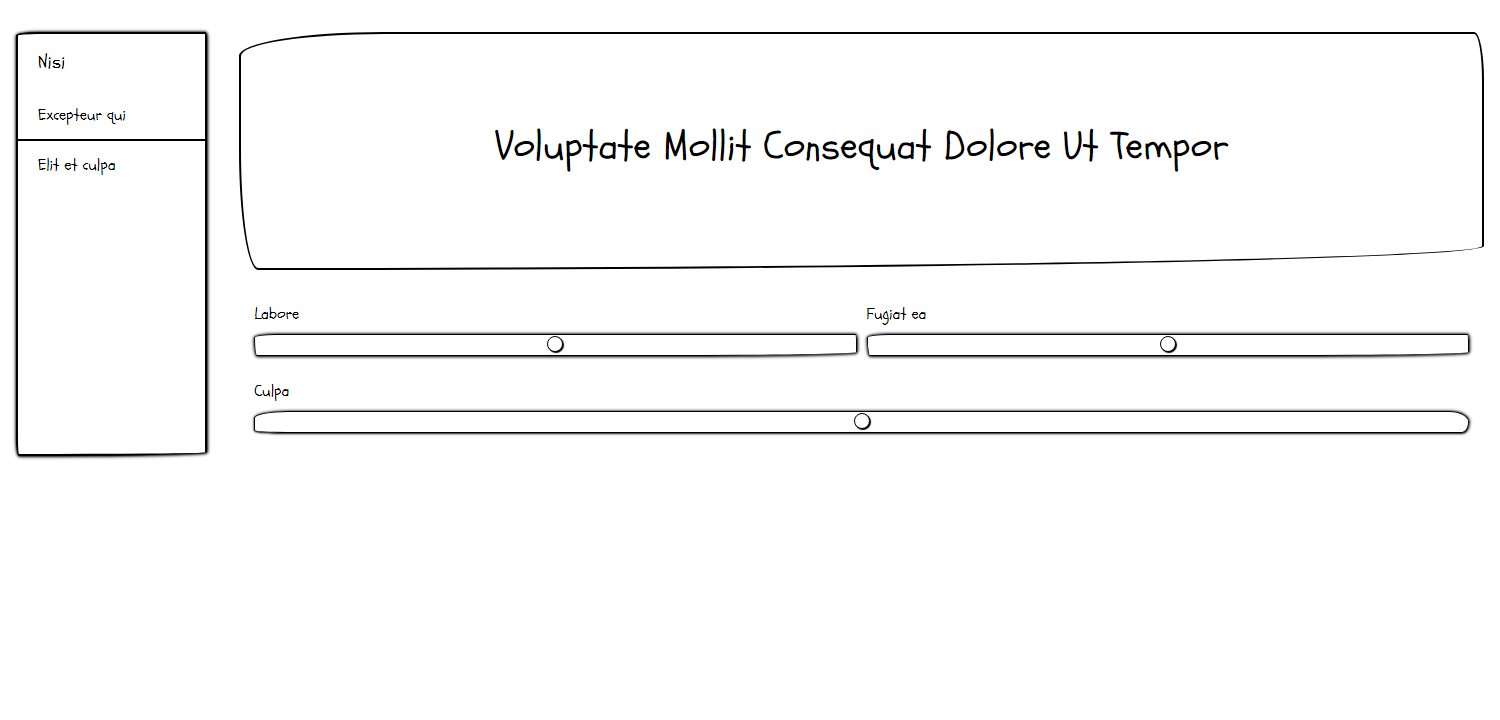 Nisi
Excepteur qui
Elit et culpa
Voluptate Mollit Consequat Dolore Ut Tempor
Labore
Fugiat ea
Culpa